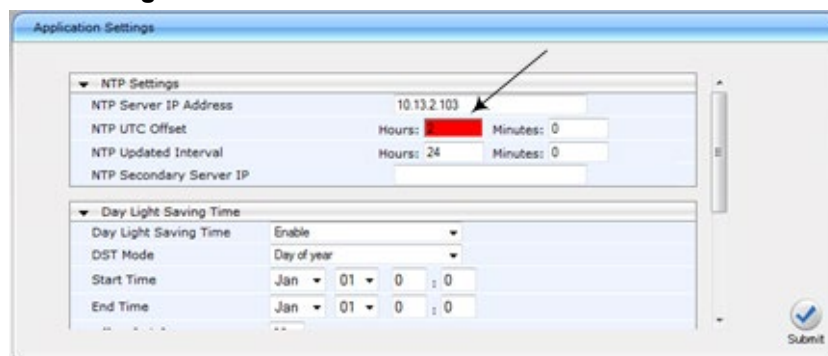 Application Settings
NTP Settings
NTP Server IP Address 10.13.2.103
NTP UTC Offset Hours: 2 Minutes: 0
NTP Updated Interval Hours: 24 Minutes: 0
NTP Secondary Server IP
Day Light Saving Time
Day Light Saving Time Enable
DST Mode Day of year
Start Time Jan 01 0 : 0
End Time Jan 01 0 : 0
Submit